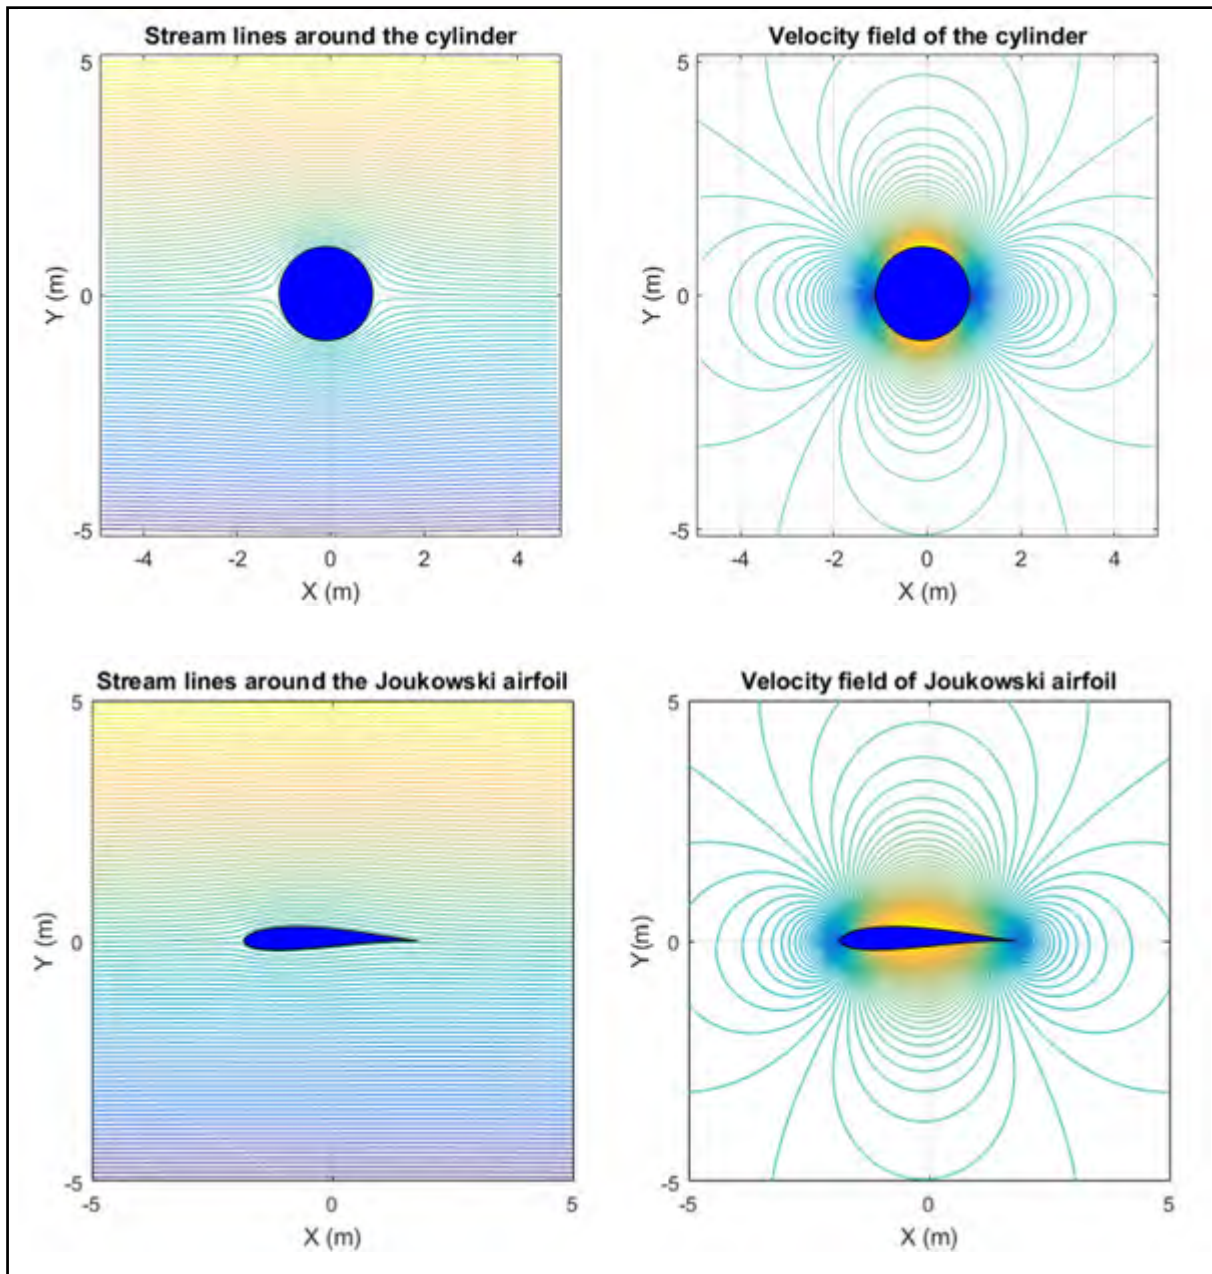 Stream lines around the cylinder
5
0
-5
Y (m)
-4
-2
0
2
4
X (m)
Velocity field of the cylinder
5
0
-5
Y (m)
-4
-2
0
2
4
X (m)
Stream lines around the Joukowski airfoil
5
0
-5
Y (m)
-5
0
5
X (m)
Velocity field of Joukowski airfoil
5
0
-5
Y(m)
-5
0
5
X (m)